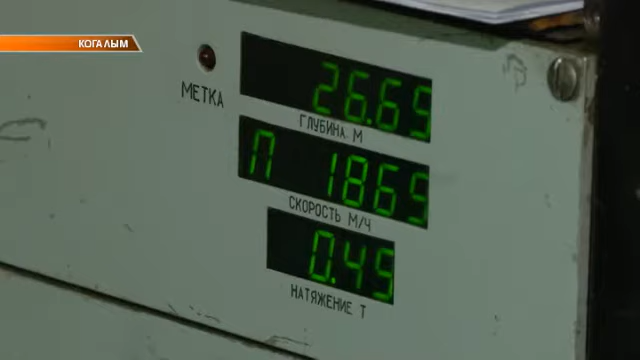 КОГАЛЫМ
МЕТКА
26.69
ГЛУБИНА М
П 1869
СКОРОСТЬ М/Ч
0.49
НАТЯЖЕНИЕ Т